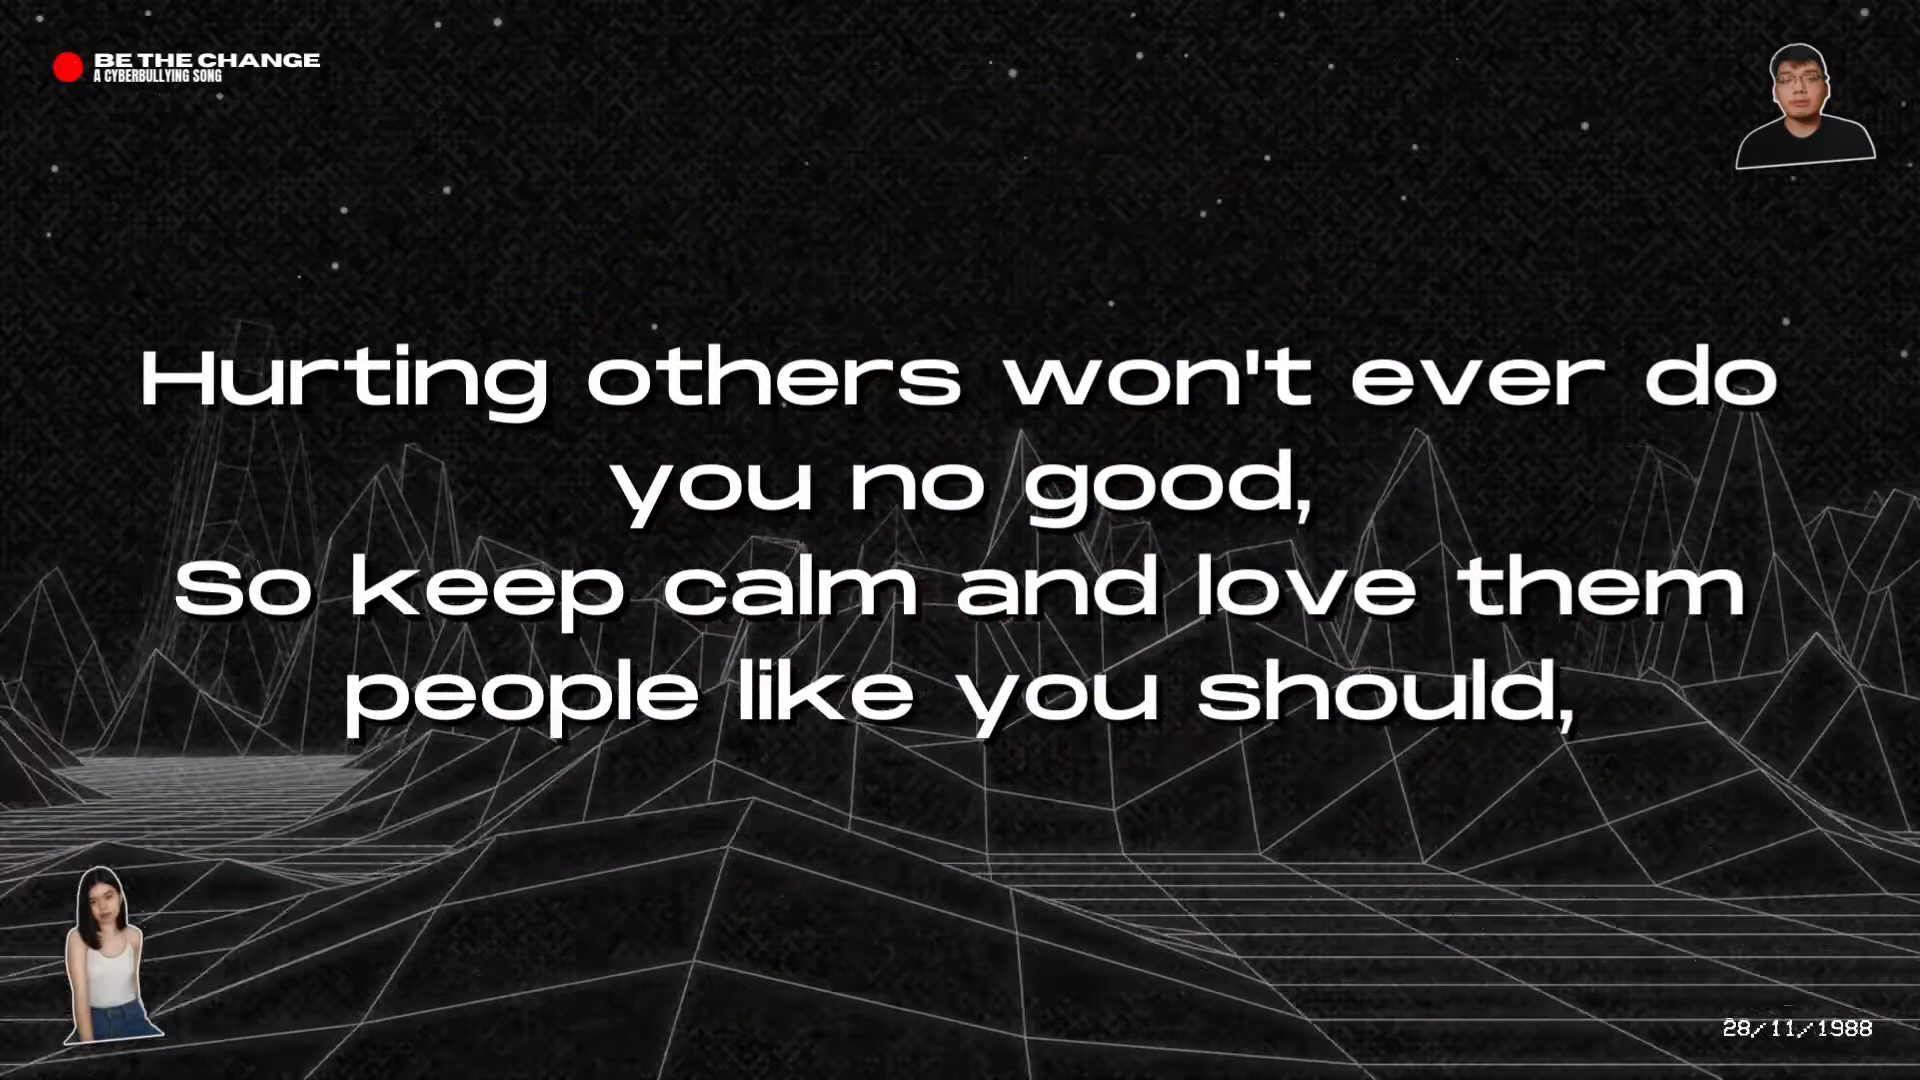 BE THE CHANGE
A CYBERBULLYING SONG
Hurting others won't ever do
you no good,
So keep calm and love them
people like you should,
28/11/1988